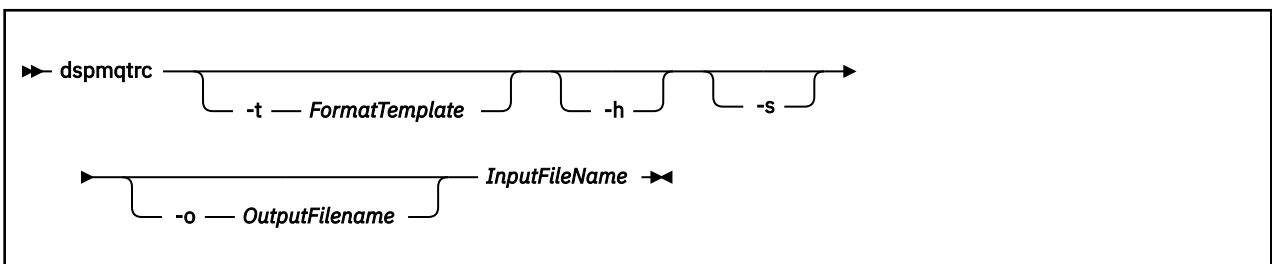 dspmqtrc
-t FormatTemplate
-h
-s
InputFileName
-o OutputFilename